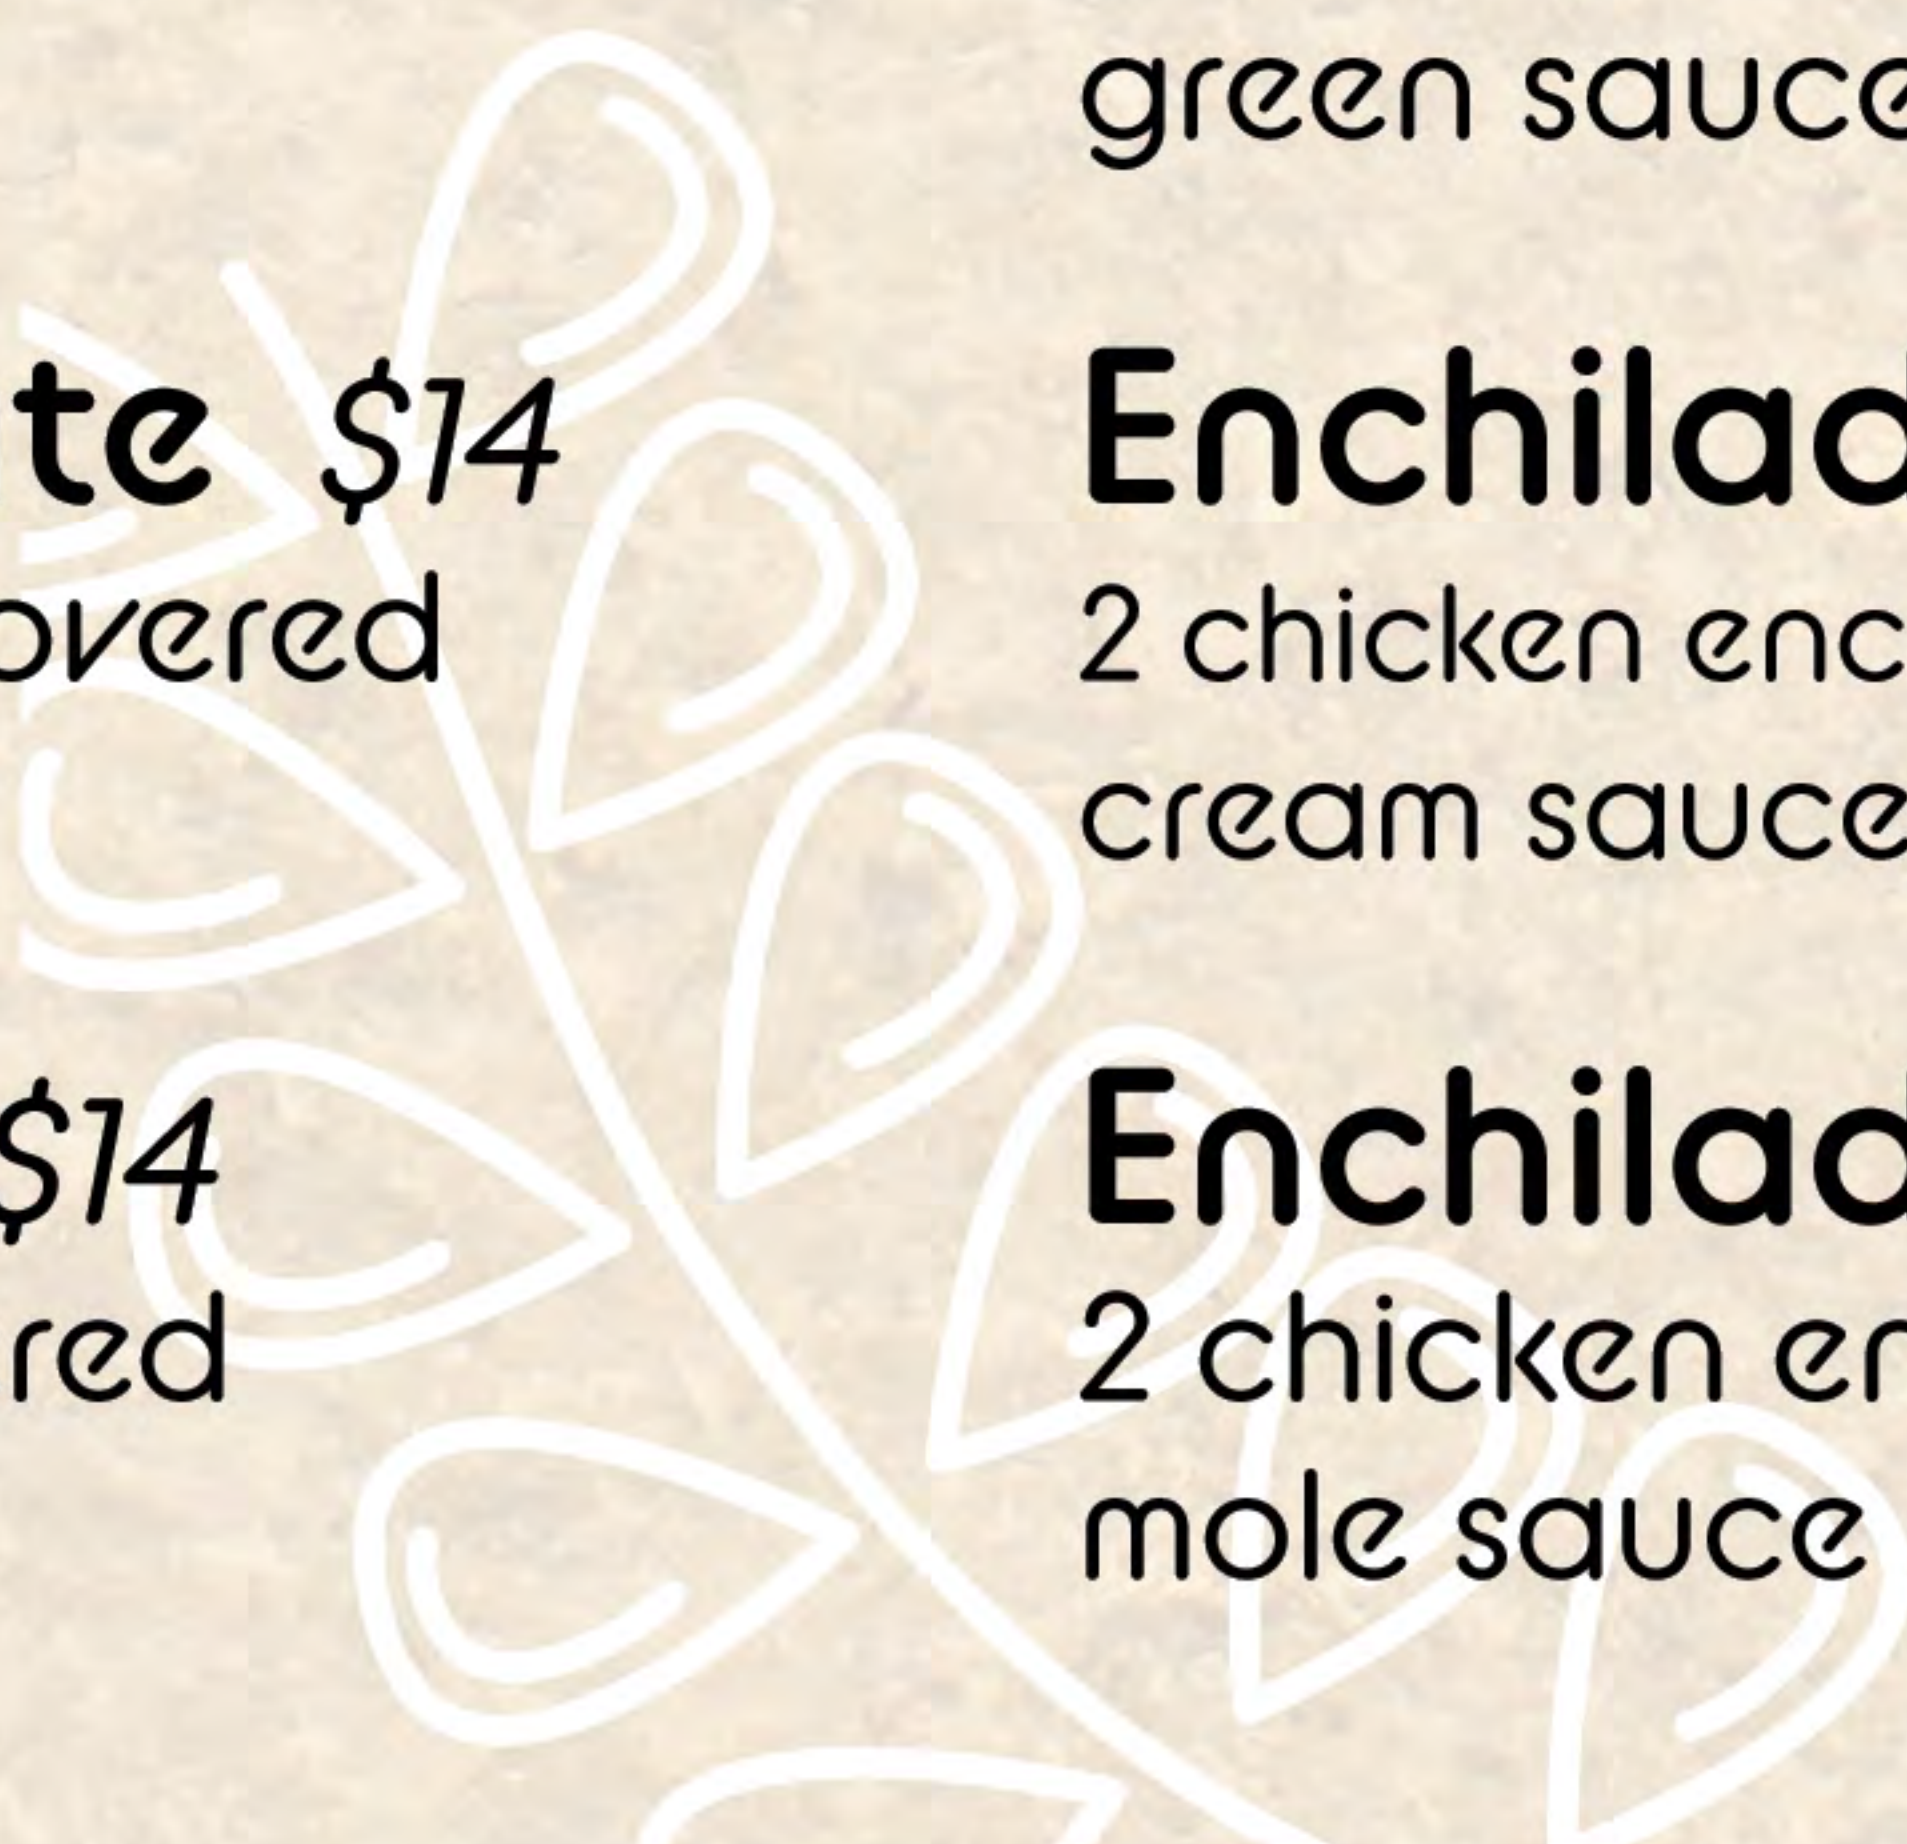 te $14
overed
$14
red
green sauce
Enchilad
2 chicken enc
cream sauce
Enchilad
2 chicken en
mole sauce